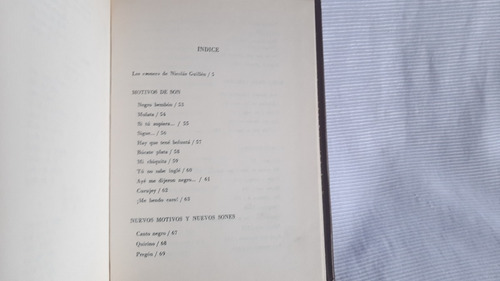 INDICE
Los sonnes de Nicolás Guillén / 5
MOTIVOS DE SON
Negro bembón / 53
Mulata / 54
Si tú supiera... / 55
Sigue... / 56
Hay que tené boluntá / 57
Búcate plata / 58
Mi chiquita / 59
Tú no sabe inglé / 60
Ayé me dijeron negro... / 61
Curujey / 62
¡Me bendo caro! / 63
NUEVOS MOTIVOS Y NUEVOS SONES
Canto negro / 67
Quirino / 68
Pregón / 69